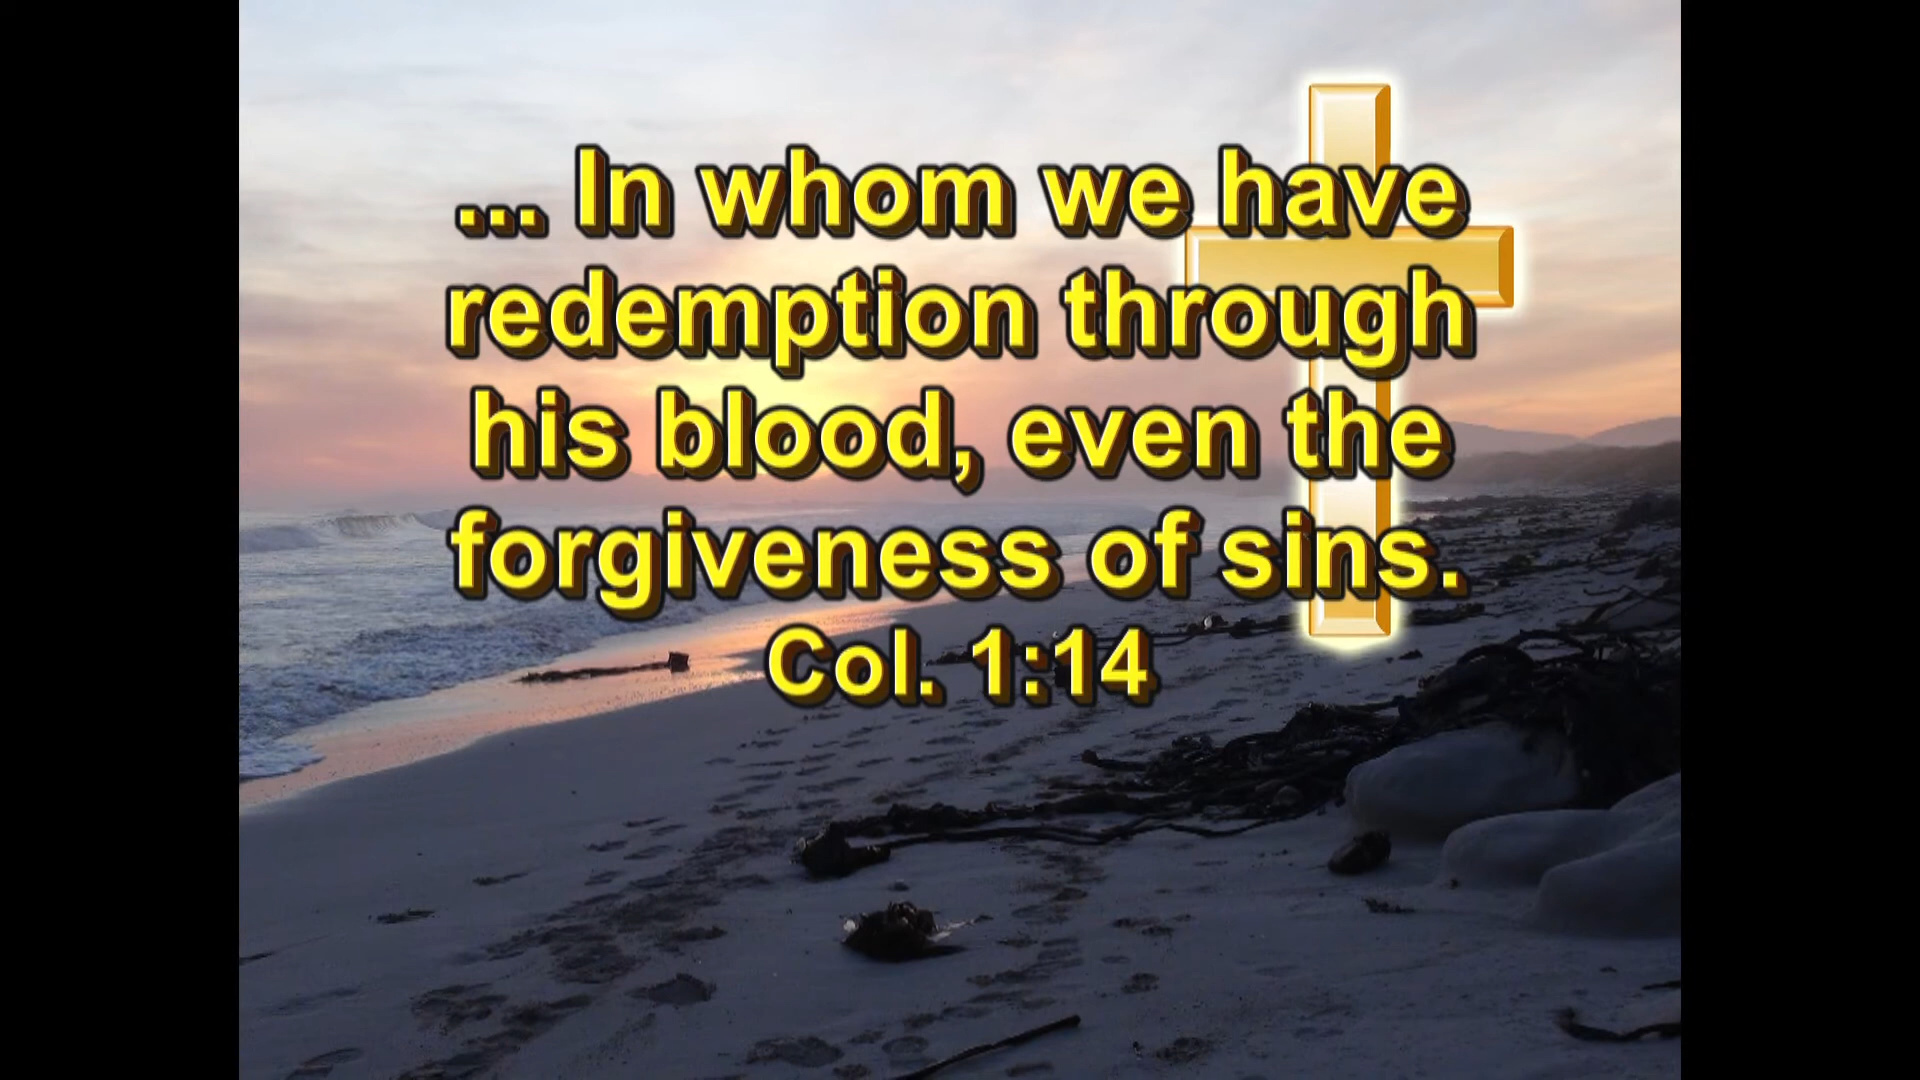 ... In whom we have
redemption through
his blood, even the
forgiveness of sins.
Col. 1:14